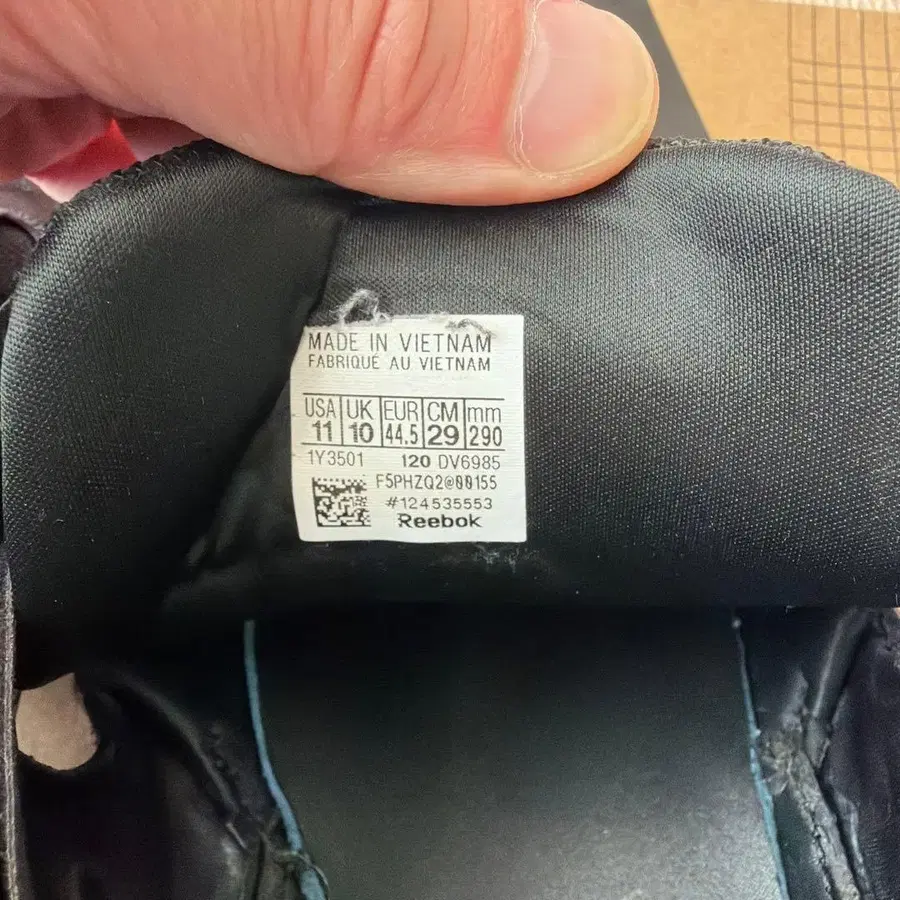 MADE IN VIETNAM
FABRIQUÉ AU VIETNAM
USA UK EUR CM mm
11 10 44.5 29 290
1Y3501 120 DV6985
F5PHZQ2@00155
#124535553
Reebok